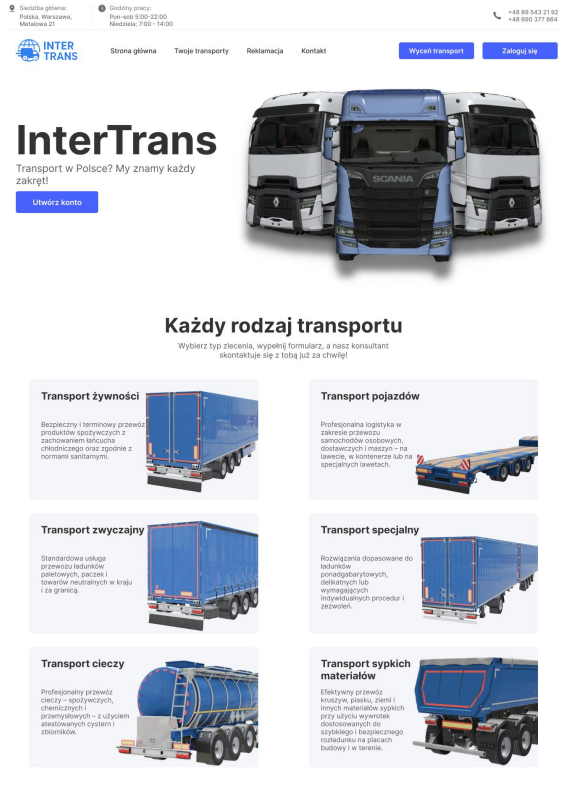 Siedziba główna:
Polska, Warszawa,
Metalowa 21
Godziny pracy:
Pon-sob 5:00-22:00
Niedziela: 7:00 - 14:00
+48 89 543 21 92
+48 690 377 864
INTER
TRANS
Strona główna
Twoje transporty
Reklamacja
Kontakt
Wyceń transport
Zaloguj się
InterTrans
Transport w Polsce? My znamy każdy
zakręt!
Utwórz konto
SCANIA
Każdy rodzaj transportu
Wybierz typ zlecenia, wypełnij formularz, a nasz konsultant
skontaktuje się z tobą już za chwilę!
Transport żywności
Bezpieczny i terminowy przewóz
produktów spożywczych z
zachowaniem łańcucha
chłodniczego oraz zgodnie z
normami sanitarnymi.
Transport pojazdów
Profesjonalna logistyka w
zakresie przewozu
samochodów osobowych,
dostawczych i maszyn – na
lawecie, w kontenerze lub na
specjalnych lawetach.
Transport zwyczajny
Standardowa usługa
przewozu ładunków
paletowych, paczek i
towarów neutralnych w kraju
i za granicą.
Transport specjalny
Rozwiązania dopasowane do
ładunków
ponadgabarytowych,
delikatnych lub
wymagających
indywidualnych procedur i
zezwoleń.
Transport cieczy
Profesjonalny przewóz
cieczy – spożywczych,
chemicznych i
przemysłowych – z użyciem
atestowanych cystern i
zbiorników.
Transport sypkich
materiałów
Efektywny przewóz
kruszyw, piasku, ziemi i
innych materiałów sypkich
przy użyciu wywrotek
dostosowanych do
szybkiego i bezpiecznego
rozładunku na placach
budowy i w terenie.